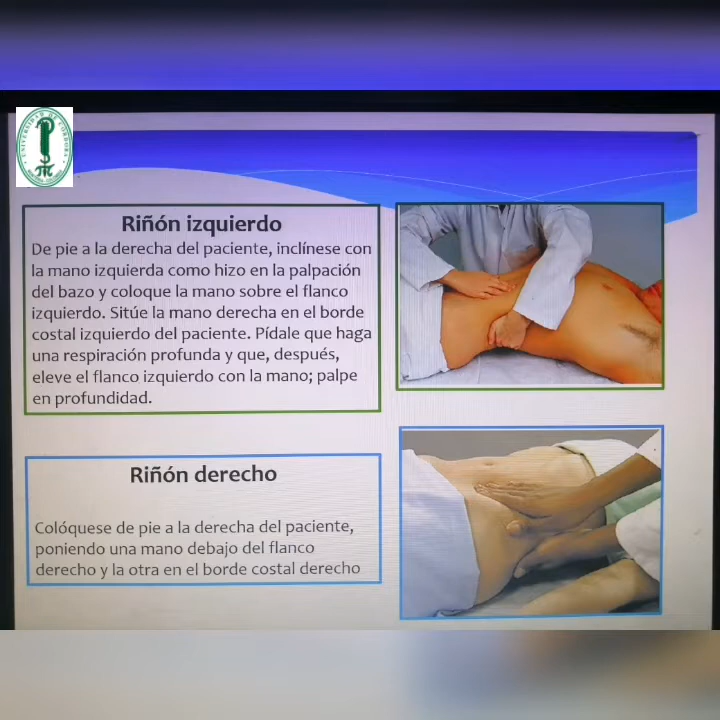 UNIVERSIDAD DE CÓRDOBA
Riñón izquierdo
De pie a la derecha del paciente, inclínese con
la mano izquierda como hizo en la palpación
del bazo y coloque la mano sobre el flanco
izquierdo. Sitúe la mano derecha en el borde
costal izquierdo del paciente. Pídale que haga
una respiración profunda y que, después,
eleve el flanco izquierdo con la mano; palpe
en profundidad.
Riñón derecho
Colóquese de pie a la derecha del paciente,
poniendo una mano debajo del flanco
derecho y la otra en el borde costal derecho